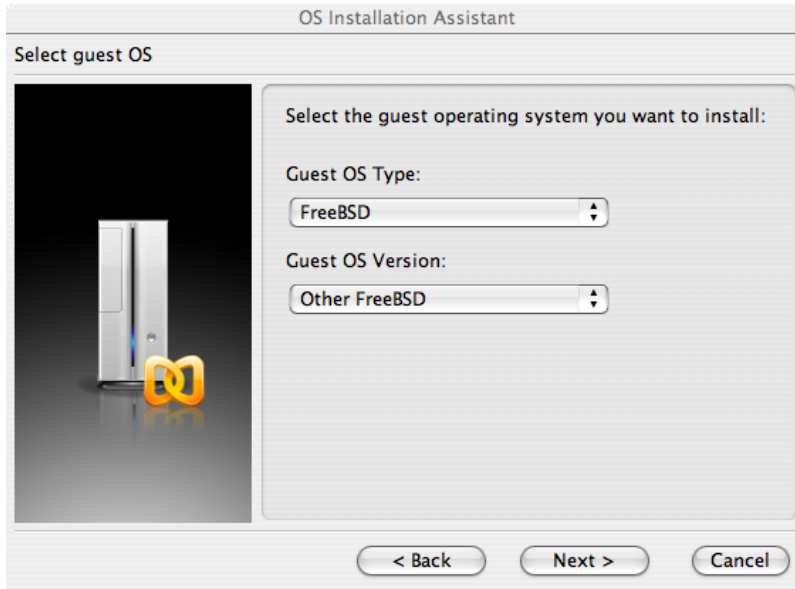 OS Installation Assistant
Select guest OS
Select the guest operating system you want to install:
Guest OS Type:
FreeBSD
Guest OS Version:
Other FreeBSD
< Back Next > Cancel